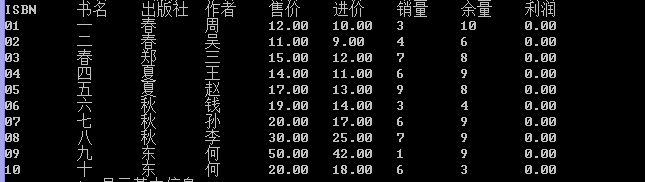 ISBN 书名 出版社 作者 售价 进价 销量 余量 利润
01 一 春 周 12.00 10.00 3 10 0.00
02 二 春 吴 11.00 9.00 4 6 0.00
03 春 郑 三 15.00 12.00 7 8 0.00
04 四 夏 王 14.00 11.00 6 9 0.00
05 五 夏 赵 17.00 13.00 9 8 0.00
06 六 秋 钱 19.00 14.00 3 4 0.00
07 七 秋 孙 20.00 17.00 6 9 0.00
08 八 秋 李 30.00 25.00 7 9 0.00
09 九 东 何 50.00 42.00 1 9 0.00
10 十 东 何 20.00 18.00 6 3 0.00
显示基本信息